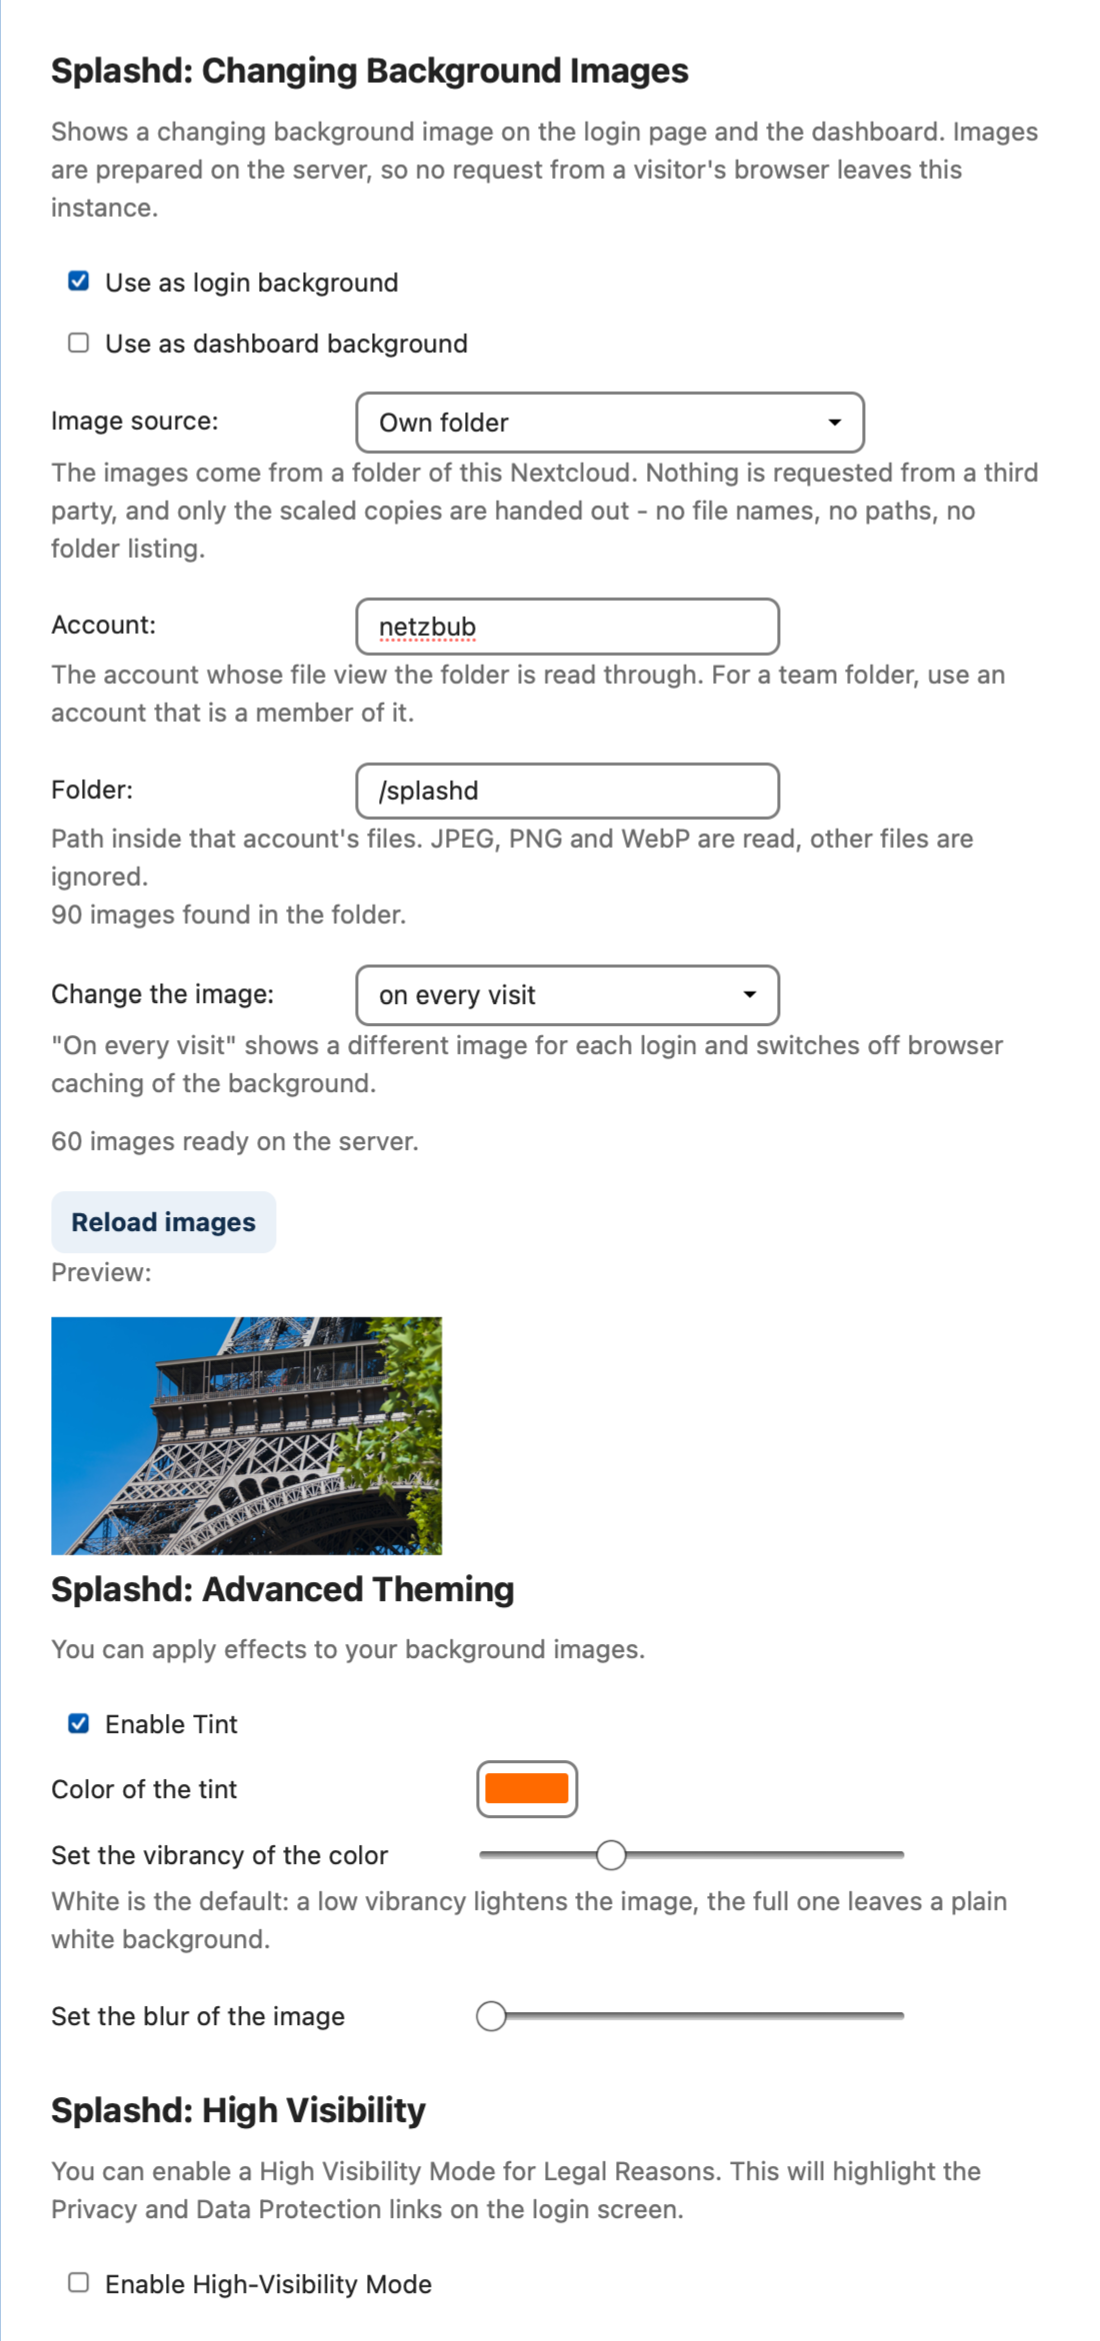 Splashd: Changing Background Images
Shows a changing background image on the login page and the dashboard. Images
are prepared on the server, so no request from a visitor's browser leaves this
instance.
Use as login background
Use as dashboard background
Image source: Own folder
The images come from a folder of this Nextcloud. Nothing is requested from a third
party, and only the scaled copies are handed out - no file names, no paths, no
folder listing.
Account: netzbub
The account whose file view the folder is read through. For a team folder, use an
account that is a member of it.
Folder: /splashd
Path inside that account's files. JPEG, PNG and WebP are read, other files are
ignored.
90 images found in the folder.
Change the image: on every visit
"On every visit" shows a different image for each login and switches off browser
caching of the background.
60 images ready on the server.
Reload images
Preview:
Splashd: Advanced Theming
You can apply effects to your background images.
Enable Tint
Color of the tint
Set the vibrancy of the color
White is the default: a low vibrancy lightens the image, the full one leaves a plain
white background.
Set the blur of the image
Splashd: High Visibility
You can enable a High Visibility Mode for Legal Reasons. This will highlight the
Privacy and Data Protection links on the login screen.
Enable High-Visibility Mode